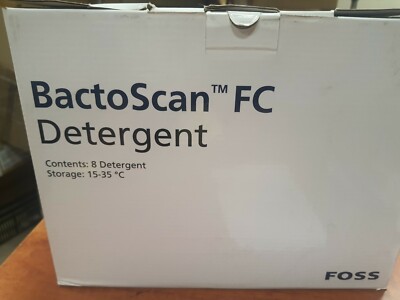 BactoScan™ FC
Detergent
Contents: 8 Detergent
Storage: 15-35 °C
FOSS